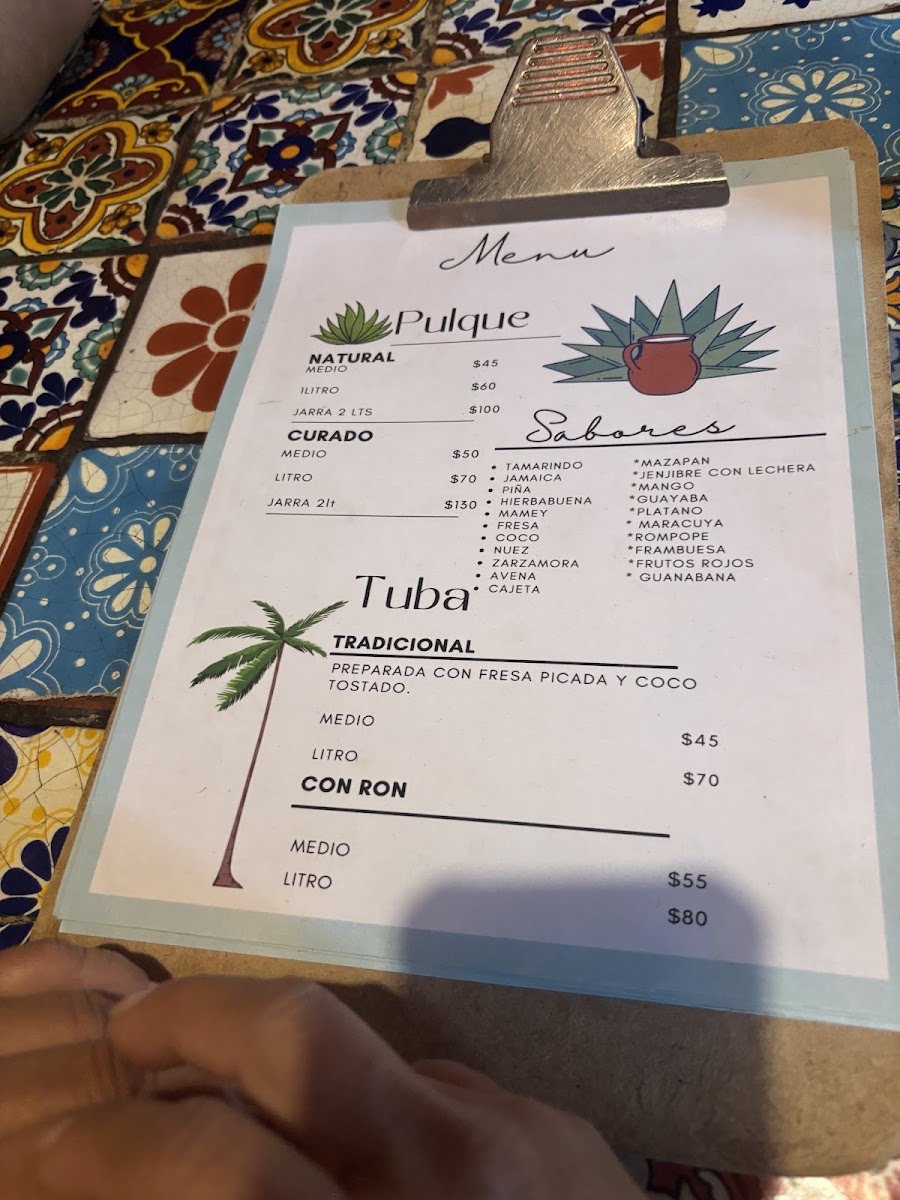 Menu
Pulque
NATURAL
MEDIO $45
1LITRO $60
JARRA 2 LTS $100
CURADO
MEDIO $50
LITRO $70
JARRA 2lt $130
Sabores
• TAMARINDO
• JAMAICA
• PIÑA
• HIERBABUENA
• MAMEY
• FRESA
• COCO
• NUEZ
• ZARZAMORA
• AVENA
• CAJETA
*MAZAPAN
*JENJIBRE CON LECHERA
*MANGO
*GUAYABA
*PLATANO
* MARACUYA
*ROMPOPE
*FRAMBUESA
*FRUTOS ROJOS
* GUANABANA
Tuba
TRADICIONAL
PREPARADA CON FRESA PICADA Y COCO
TOSTADO.
MEDIO $45
LITRO $70
CON RON
MEDIO $55
LITRO $80